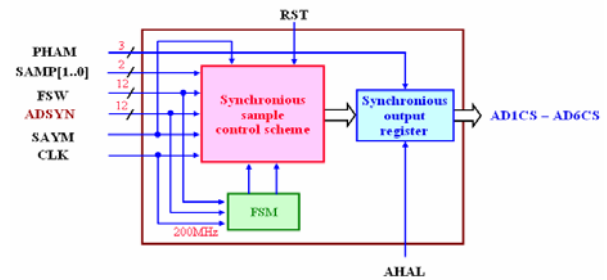 RST
PHAM 3
SAMP[1..0] 2
FSW 12
ADSYN 12
SAYM
CLK
Synchronious
sample
control scheme
Synchronious
output
register
AD1CS – AD6CS
FSM
200MHz
AHAL